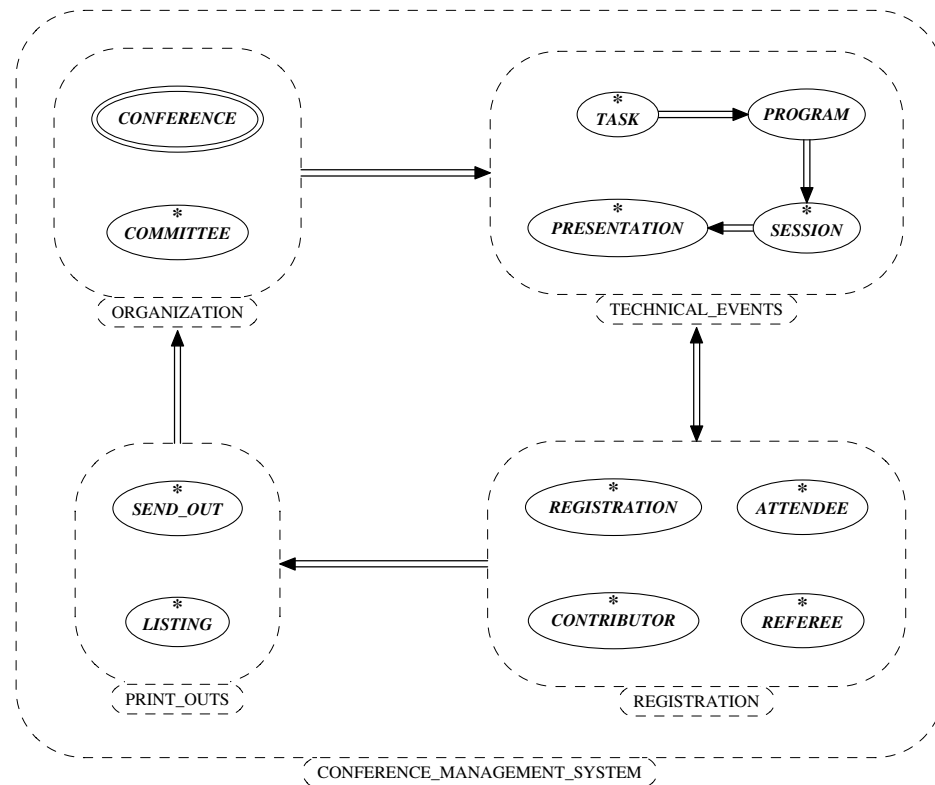 CONFERENCE
*
COMMITTEE
ORGANIZATION
*
TASK
PROGRAM
*
PRESENTATION
*
SESSION
TECHNICAL_EVENTS
*
SEND_OUT
*
LISTING
PRINT_OUTS
*
REGISTRATION
*
ATTENDEE
*
CONTRIBUTOR
*
REFEREE
REGISTRATION
CONFERENCE_MANAGEMENT_SYSTEM